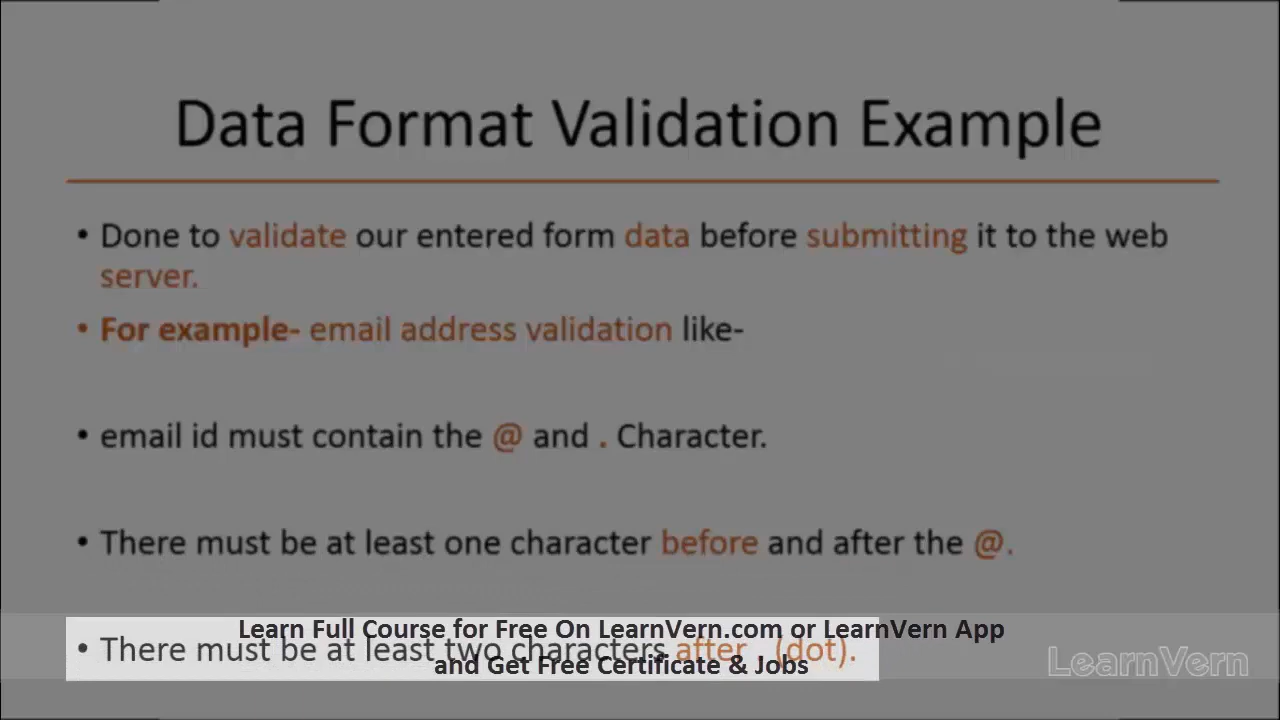 Data Format Validation Example
• Done to validate our entered form data before submitting it to the web
server.
• For example- email address validation like-
• email id must contain the @ and . Character.
• There must be at least one character before and after the @.
Learn Full Course for Free On LearnVern.com or LearnVern App
• There must be at least two characters after . (dot).
and Get Free Certificate & Jobs
LearnVern